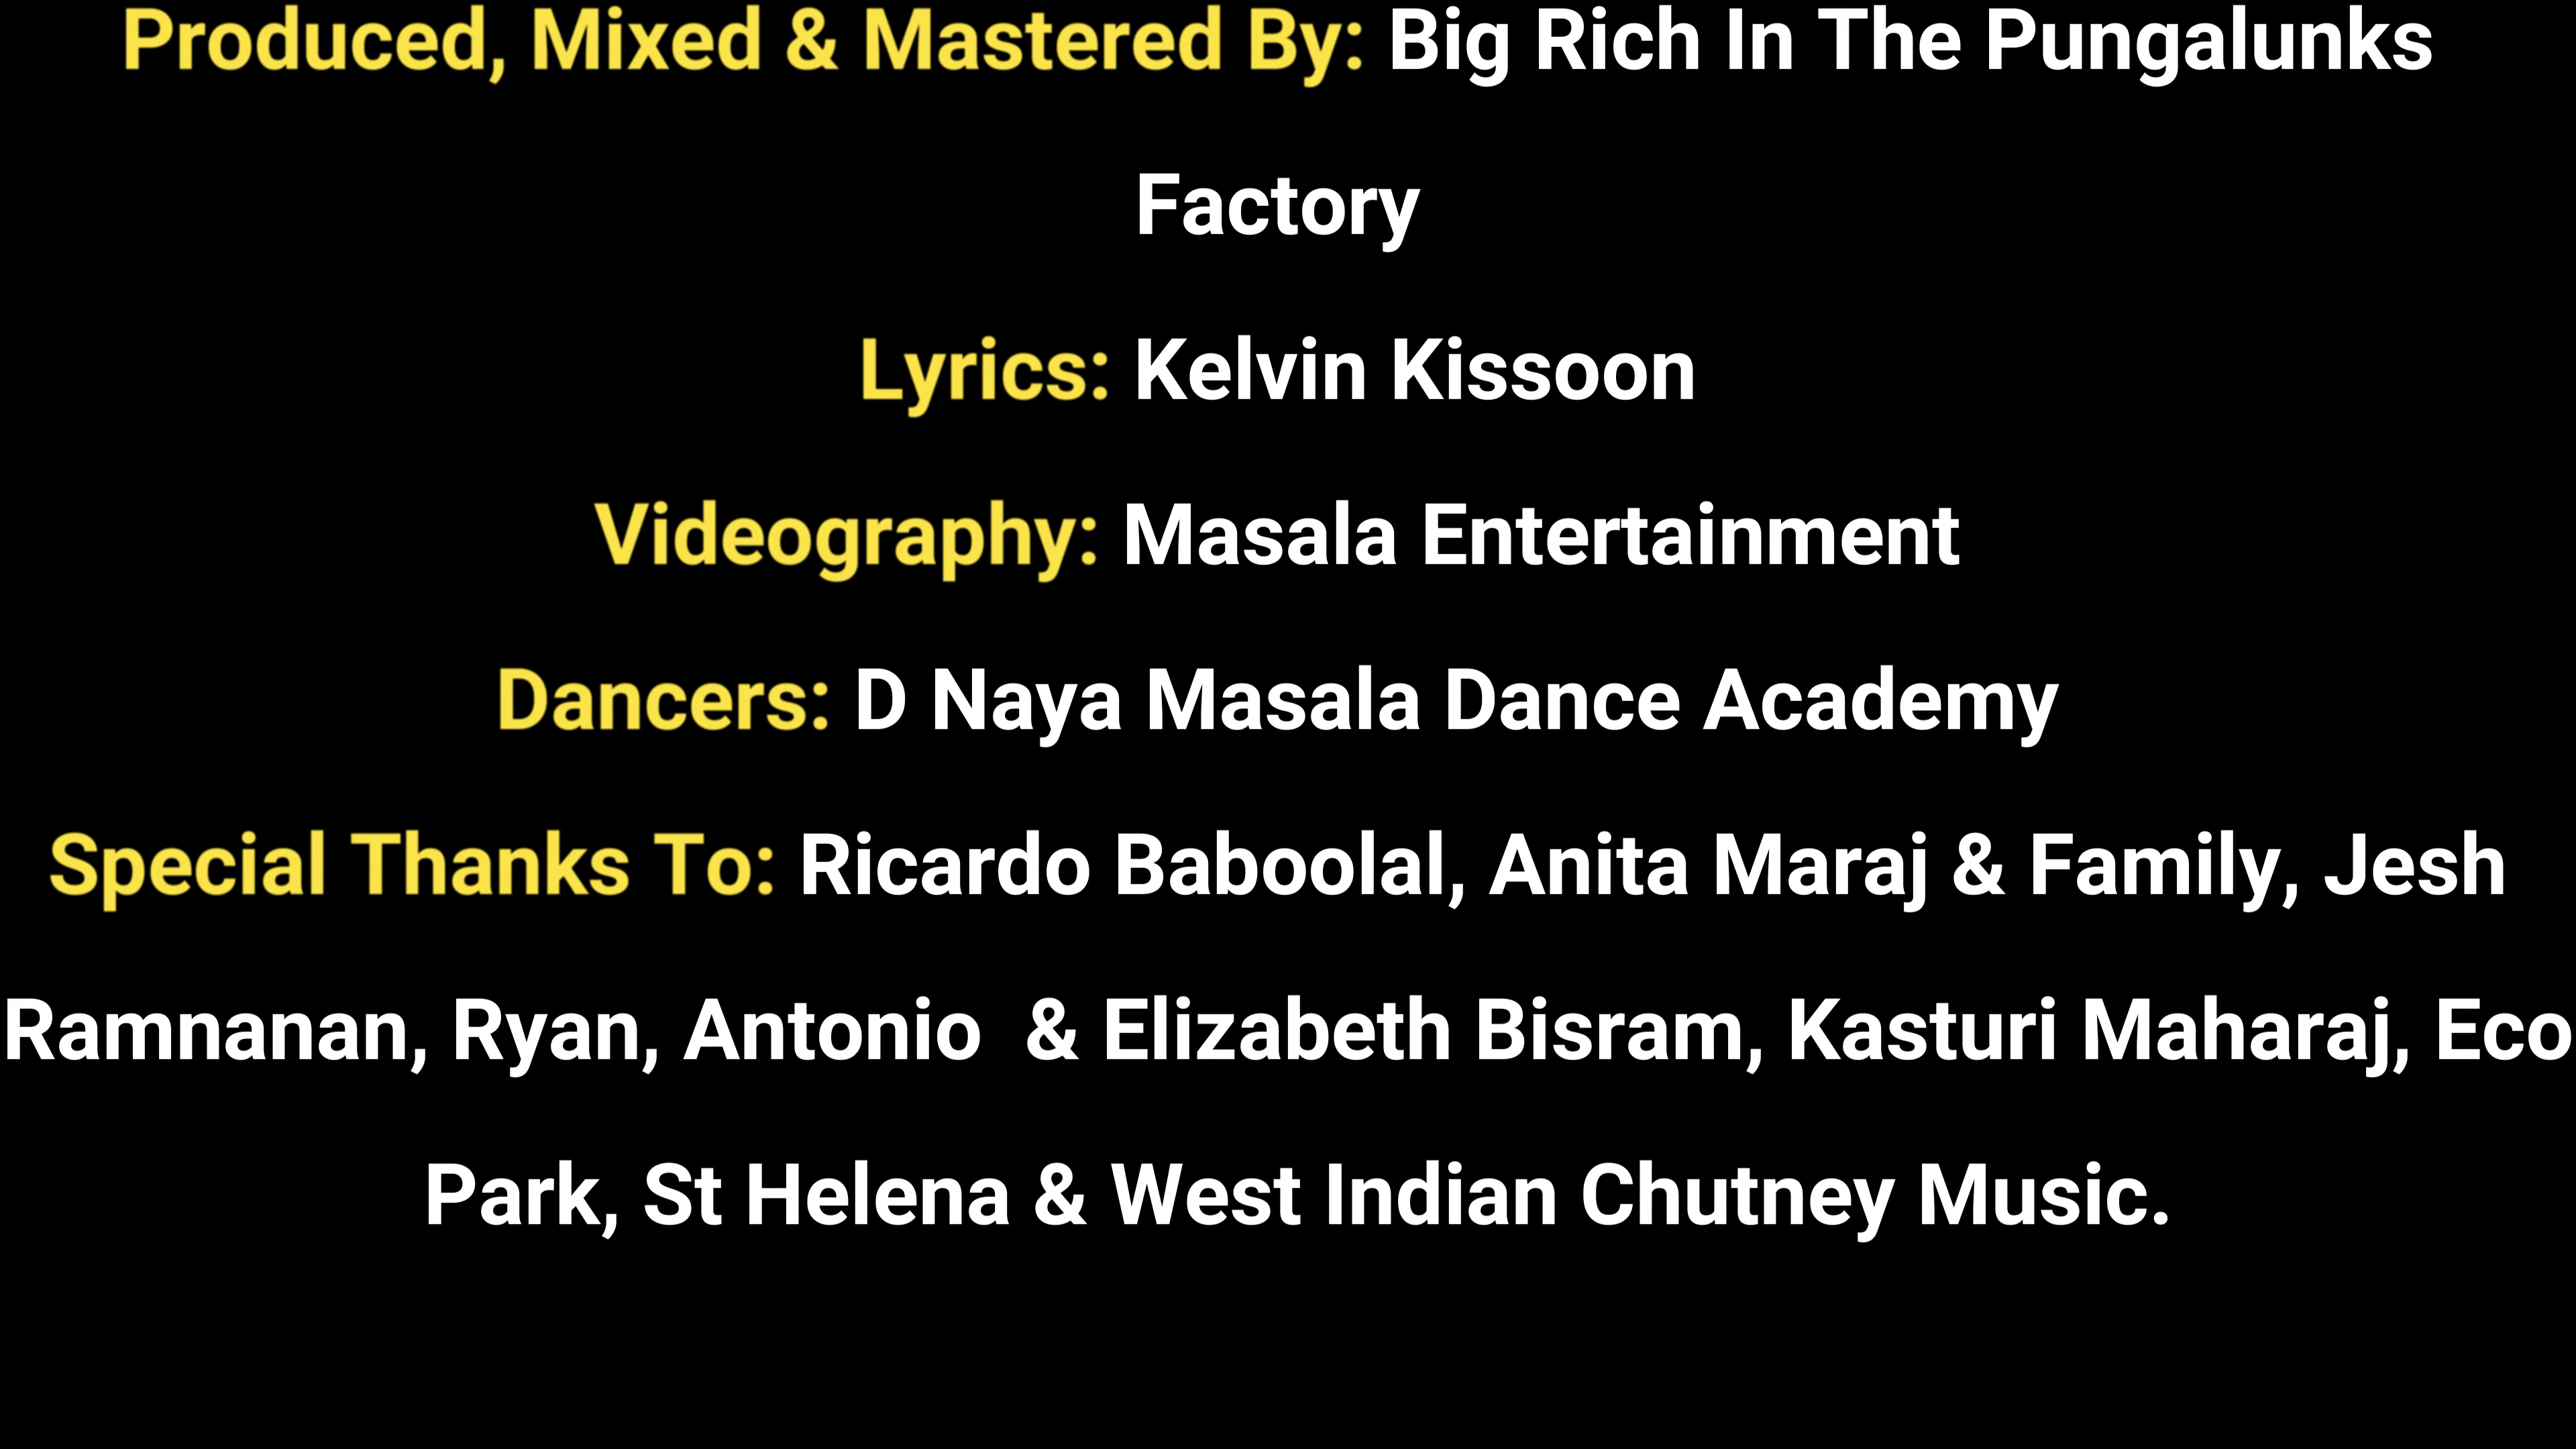 Produced, Mixed & Mastered By: Big Rich In The Pungalunks
Factory
Lyrics: Kelvin Kissoon
Videography: Masala Entertainment
Dancers: D Naya Masala Dance Academy
Special Thanks To: Ricardo Baboolal, Anita Maraj & Family, Jesh
Ramnanan, Ryan, Antonio  & Elizabeth Bisram, Kasturi Maharaj, Eco
Park, St Helena & West Indian Chutney Music.